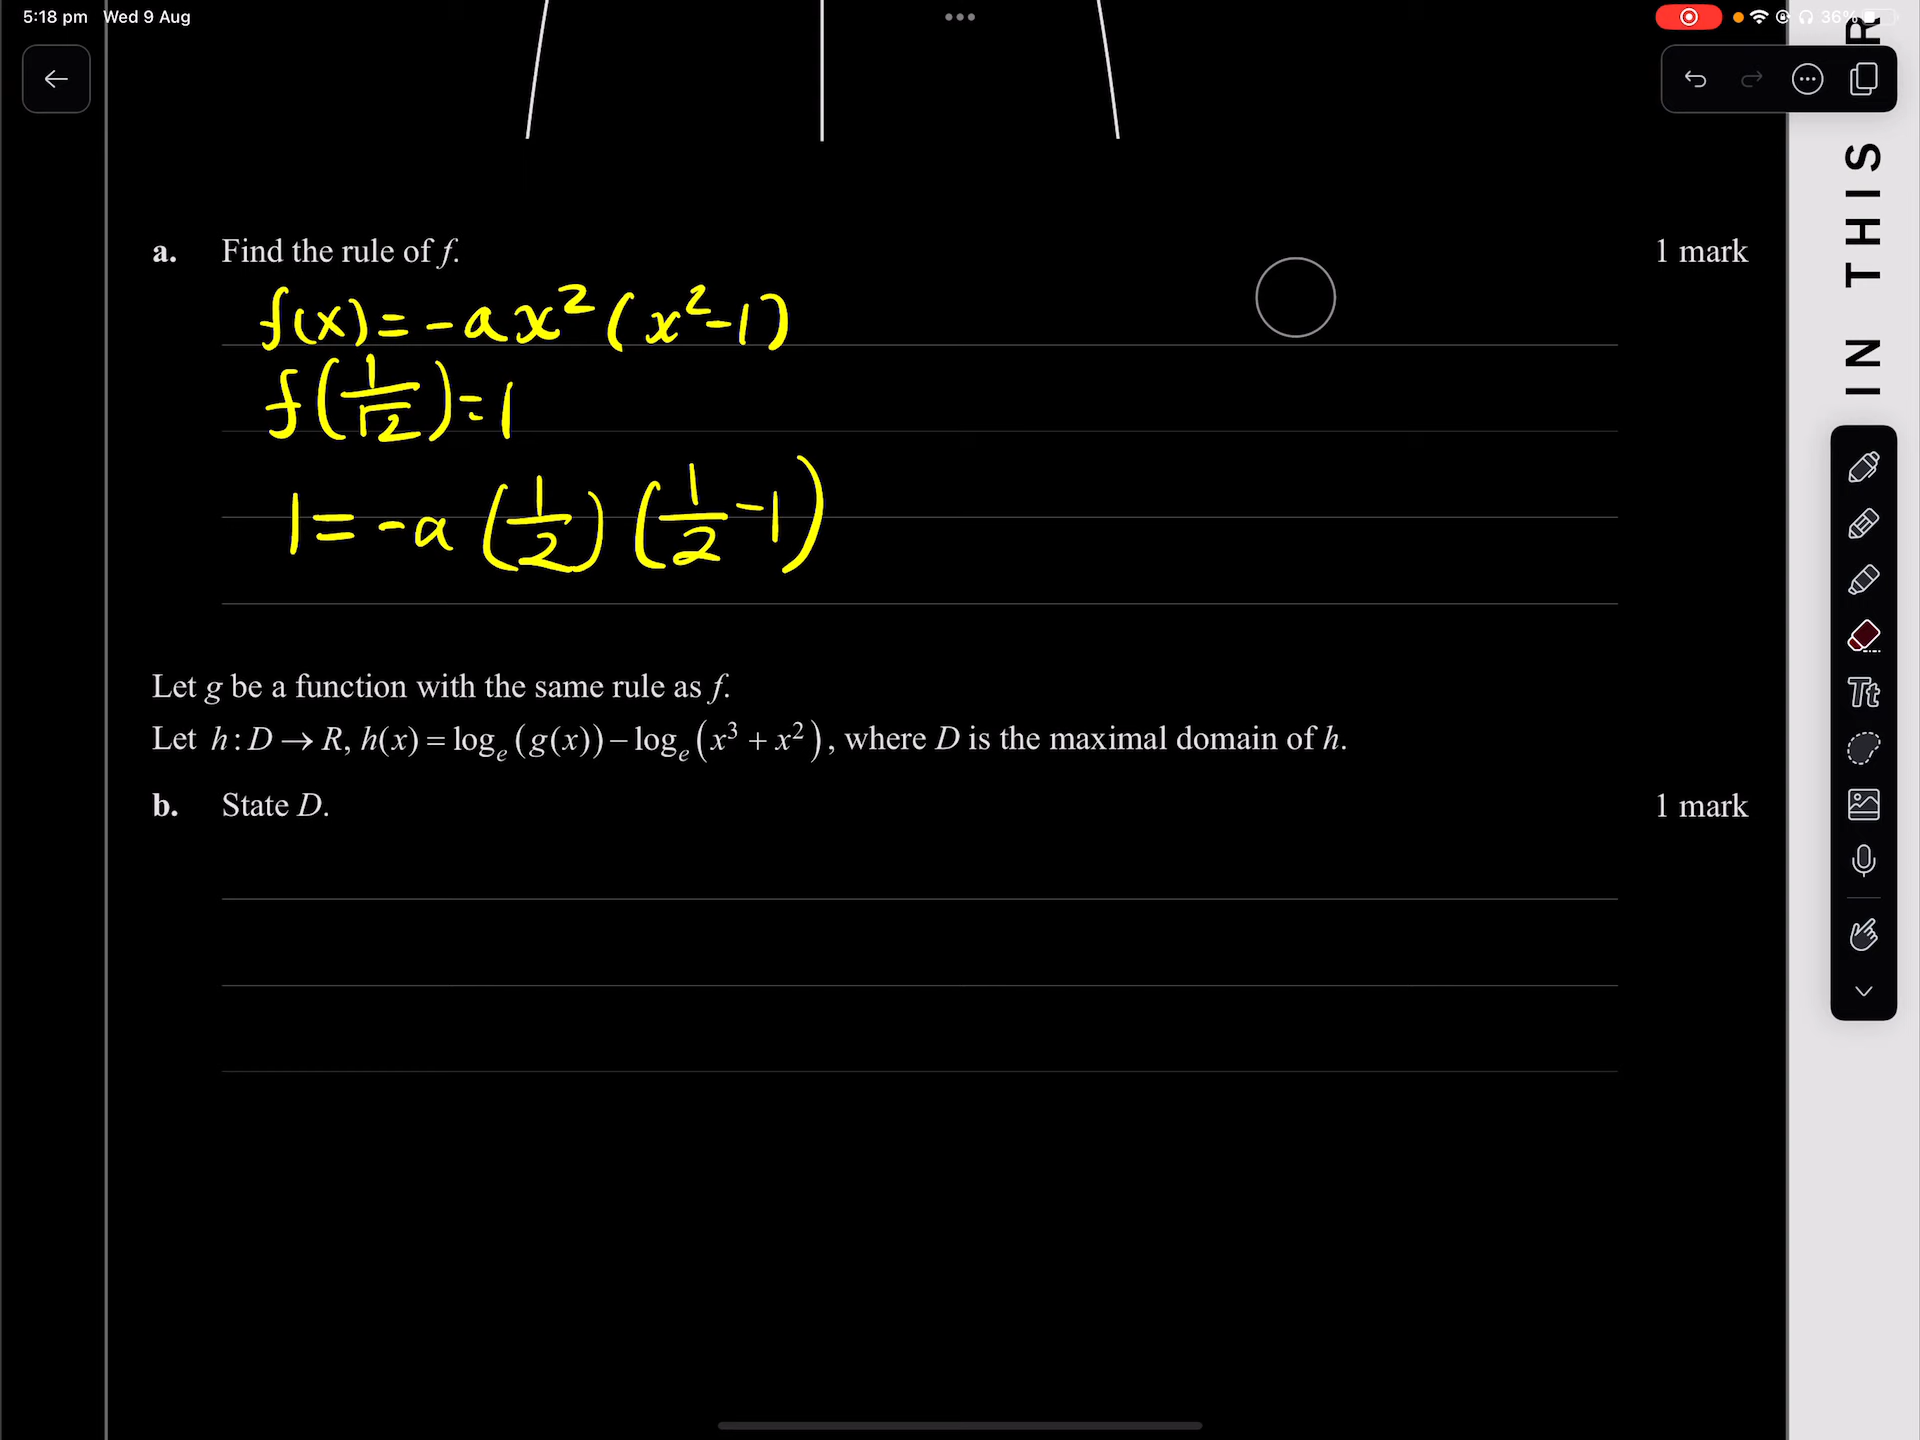 5:18 pm Wed 9 Aug
36%
a. Find the rule of f. 1 mark
f(x)=-ax²(x²-1)
f(1/√2)=1
1=-a(1/2)(1/2-1)
Let g be a function with the same rule as f.
Let h : D → R, h(x) = logₑ(g(x)) − logₑ(x³ + x²), where D is the maximal domain of h.
b. State D. 1 mark
IN THIS
Tt